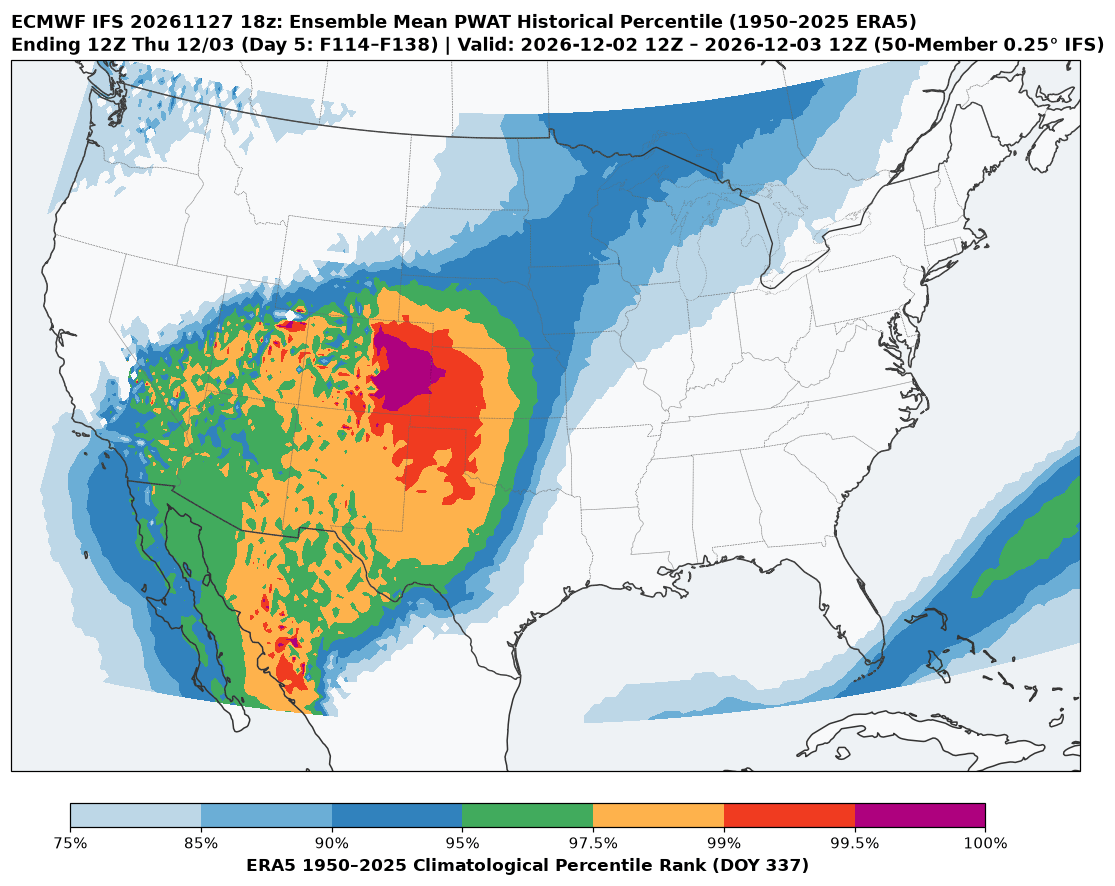 ECMWF IFS 20261127 18z: Ensemble Mean PWAT Historical Percentile (1950–2025 ERA5)
Ending 12Z Thu 12/03 (Day 5: F114–F138) | Valid: 2026-12-02 12Z – 2026-12-03 12Z (50-Member 0.25° IFS)
75% 85% 90% 95% 97.5% 99% 99.5% 100%
ERA5 1950–2025 Climatological Percentile Rank (DOY 337)